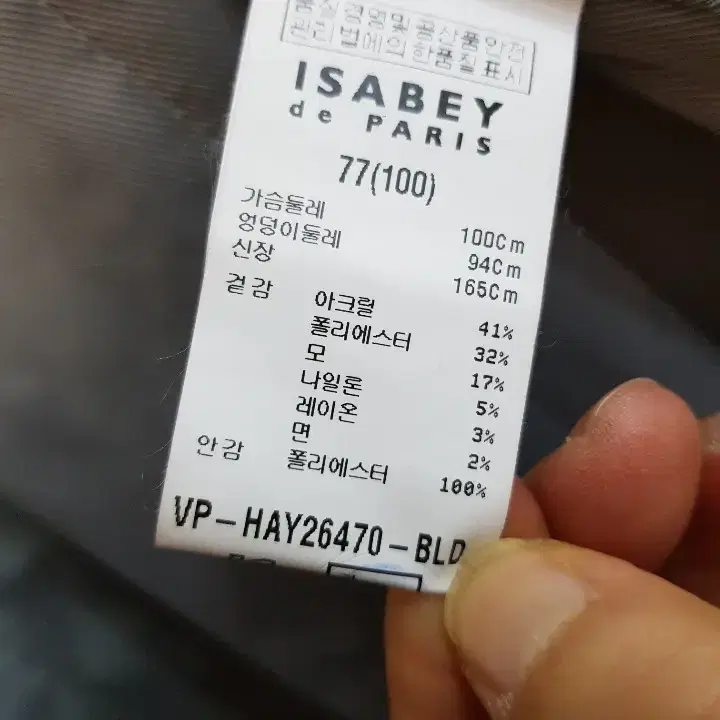 품질경영및공산품안전
관리법에의한품질표시
ISABEY
de PARIS
77(100)
가슴둘레 100Cm
엉덩이둘레 94Cm
신장 165Cm
겉감 아크릴 41%
폴리에스터 32%
모 17%
나일론 5%
레이온 3%
면 2%
안감 폴리에스터 100%
VP-HAY26470-BLD